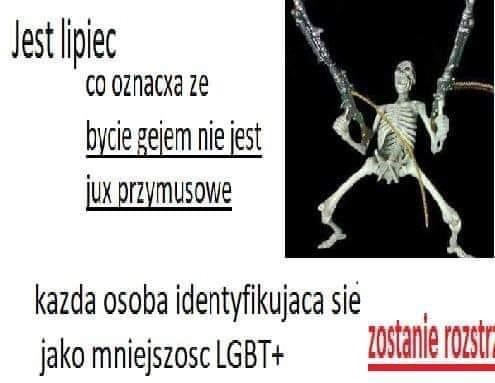 Jest lipiec
co oznacxa ze
bycie gejem nie jest
jux przymusowe
kazda osoba identyfikujaca sie
jako mniejszosc LGBT+
zostanie rozstrz